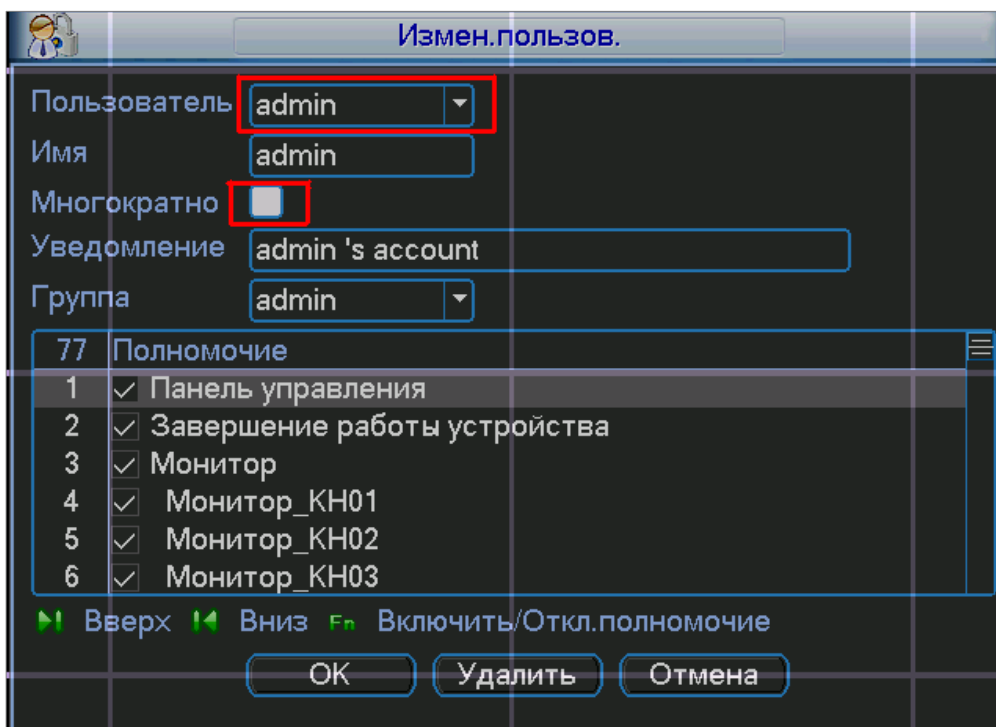 Измен.пользов.
Пользователь admin
Имя admin
Многократно
Уведомление admin 's account
Группа admin
77 Полномочие
1 Панель управления
2 Завершение работы устройства
3 Монитор
4 Монитор_КН01
5 Монитор_КН02
6 Монитор_КН03
Вверх Вниз Fn Включить/Откл.полномочие
OK Удалить Отмена